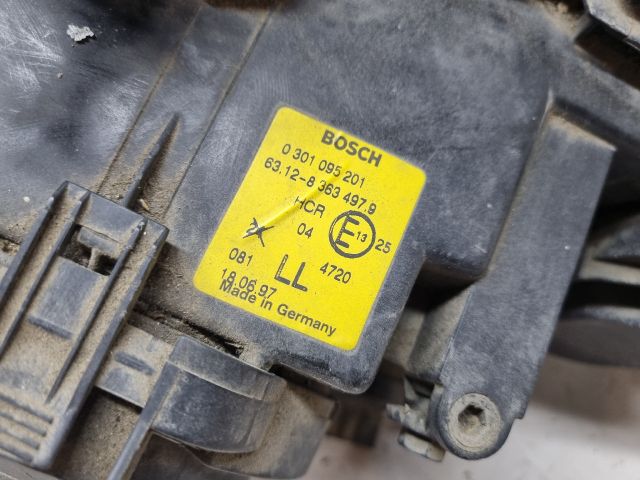 BOSCH
0 301 095 201
63.12-8 363 497.9
HCR
04 E 13 25
081 LL 4720
18.06.97
Made in Germany